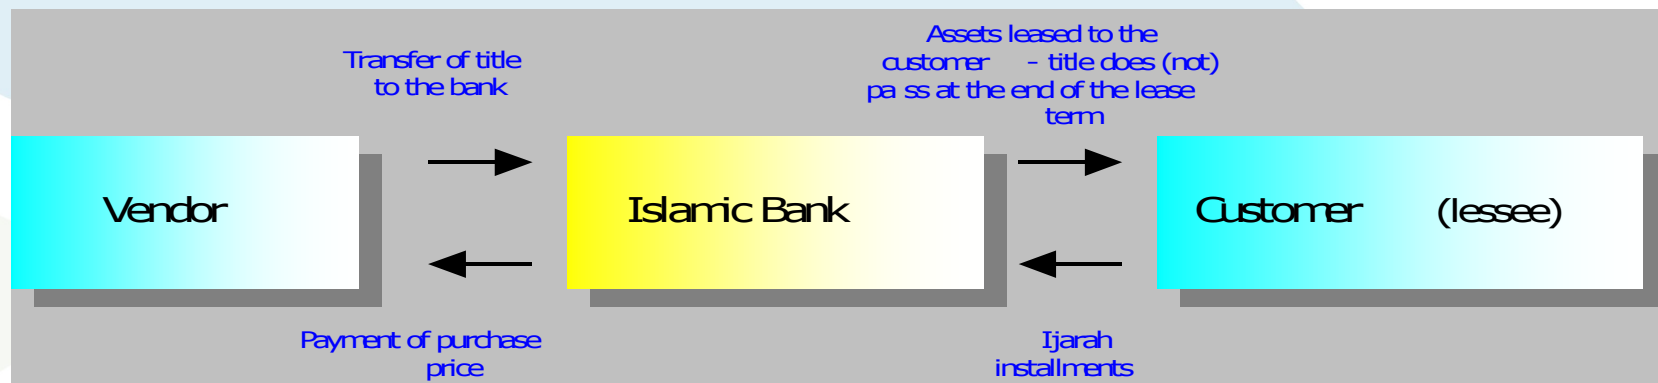 Transfer of title
to the bank
Assets leased to the
customer - title does (not)
pa ss at the end of the lease
term
Vendor
Islamic Bank
Customer (lessee)
Payment of purchase
price
Ijarah
installments